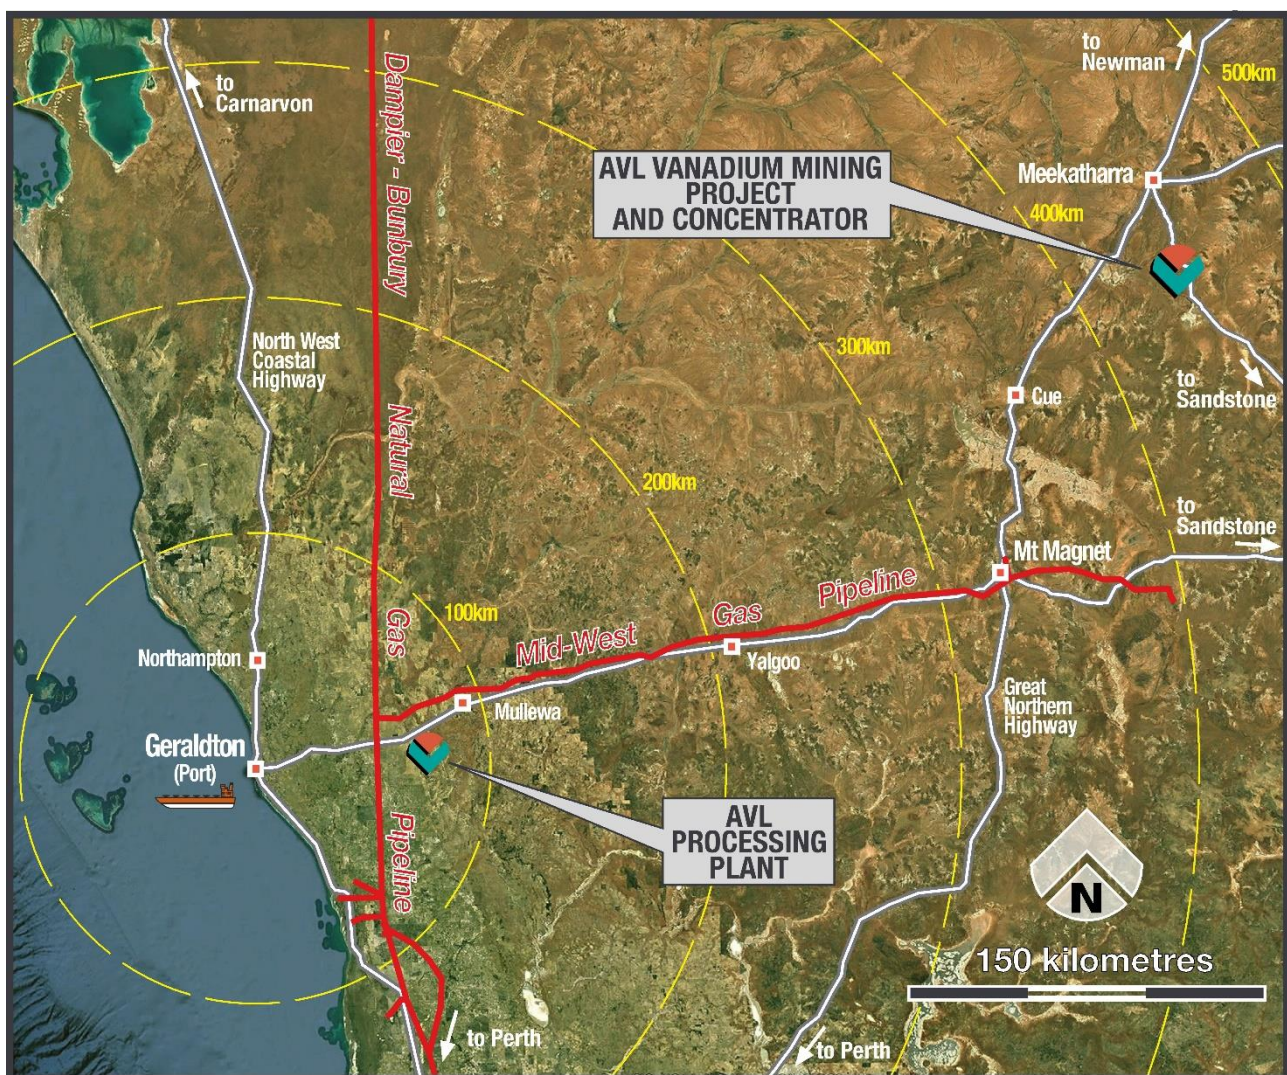 to
Carnarvon
to
Newman
500km
AVL VANADIUM MINING
PROJECT
AND CONCENTRATOR
Meekatharra
400km
Dampier - Bunbury
Natural
Gas
Pipeline
North West
Coastal
Highway
300km
to
Sandstone
Cue
200km
to
Sandstone
Mt Magnet
100km
Mid-West
Gas
Pipeline
Northampton
Yalgoo
Mullewa
Great
Northern
Highway
Geraldton
(Port)
AVL
PROCESSING
PLANT
N
150 kilometres
to Perth
to Perth